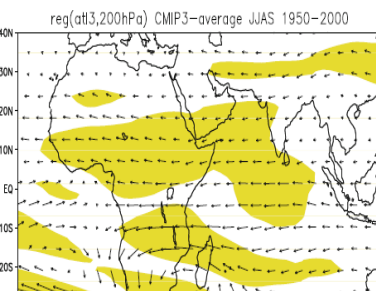 reg(atl3,200hPa) CMIP3-average JJAS 1950-2000
40N
30N
20N
10N
EQ
10S
20S